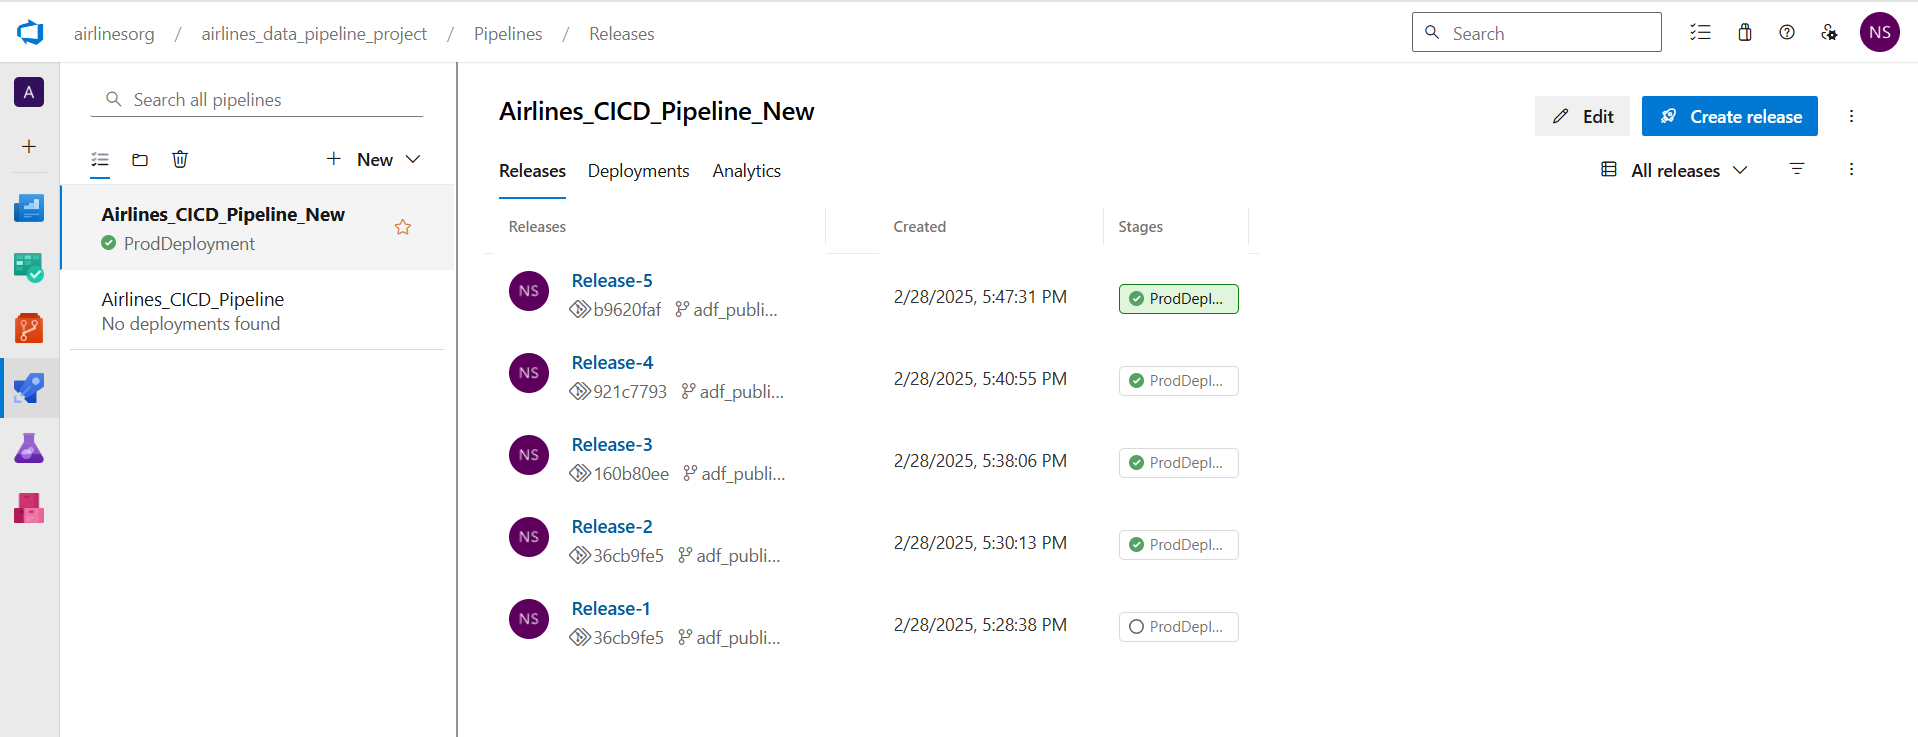 airlinesorg / airlines_data_pipeline_project / Pipelines / Releases
Search
NS
A
Search all pipelines
New
Airlines_CICD_Pipeline_New
ProdDeployment
Airlines_CICD_Pipeline
No deployments found
Airlines_CICD_Pipeline_New
Edit
Create release
Releases Deployments Analytics
All releases
Releases Created Stages
NS Release-5
b9620faf adf_publi...
2/28/2025, 5:47:31 PM
ProdDepl...
NS Release-4
921c7793 adf_publi...
2/28/2025, 5:40:55 PM
ProdDepl...
NS Release-3
160b80ee adf_publi...
2/28/2025, 5:38:06 PM
ProdDepl...
NS Release-2
36cb9fe5 adf_publi...
2/28/2025, 5:30:13 PM
ProdDepl...
NS Release-1
36cb9fe5 adf_publi...
2/28/2025, 5:28:38 PM
ProdDepl...